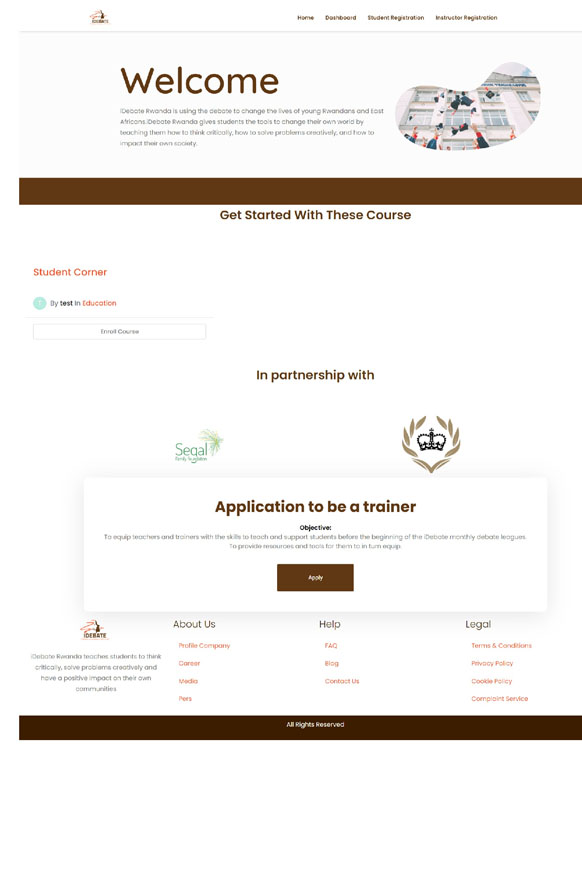 iDEBATE
Home Dashboard Student Registration Instructor Registration
Welcome
iDebate Rwanda is using the debate to change the lives of young Rwandans and East
Africans.iDebate Rwanda gives students the tools to change their own world by
teaching them how to think critically, how to solve problems creatively, and how to
impact their own society.
Get Started With These Course
Student Corner
T By test In Education
Enroll Course
In partnership with
Segal
Family Foundation
Application to be a trainer
Objective:
To equip teachers and trainers with the skills to teach and support students before the beginning of the iDebate monthly debate leagues.
To provide resources and tools for them to in turn equip.
Apply
iDEBATE
iDebate Rwanda teaches students to think
critically, solve problems creatively and
have a positive impact on their own
communities
About Us
Profile Company
Career
Media
Pers
Help
FAQ
Blog
Contact Us
Legal
Terms & Conditions
Privacy Policy
Cookie Policy
Complaint Service
All Rights Reserved